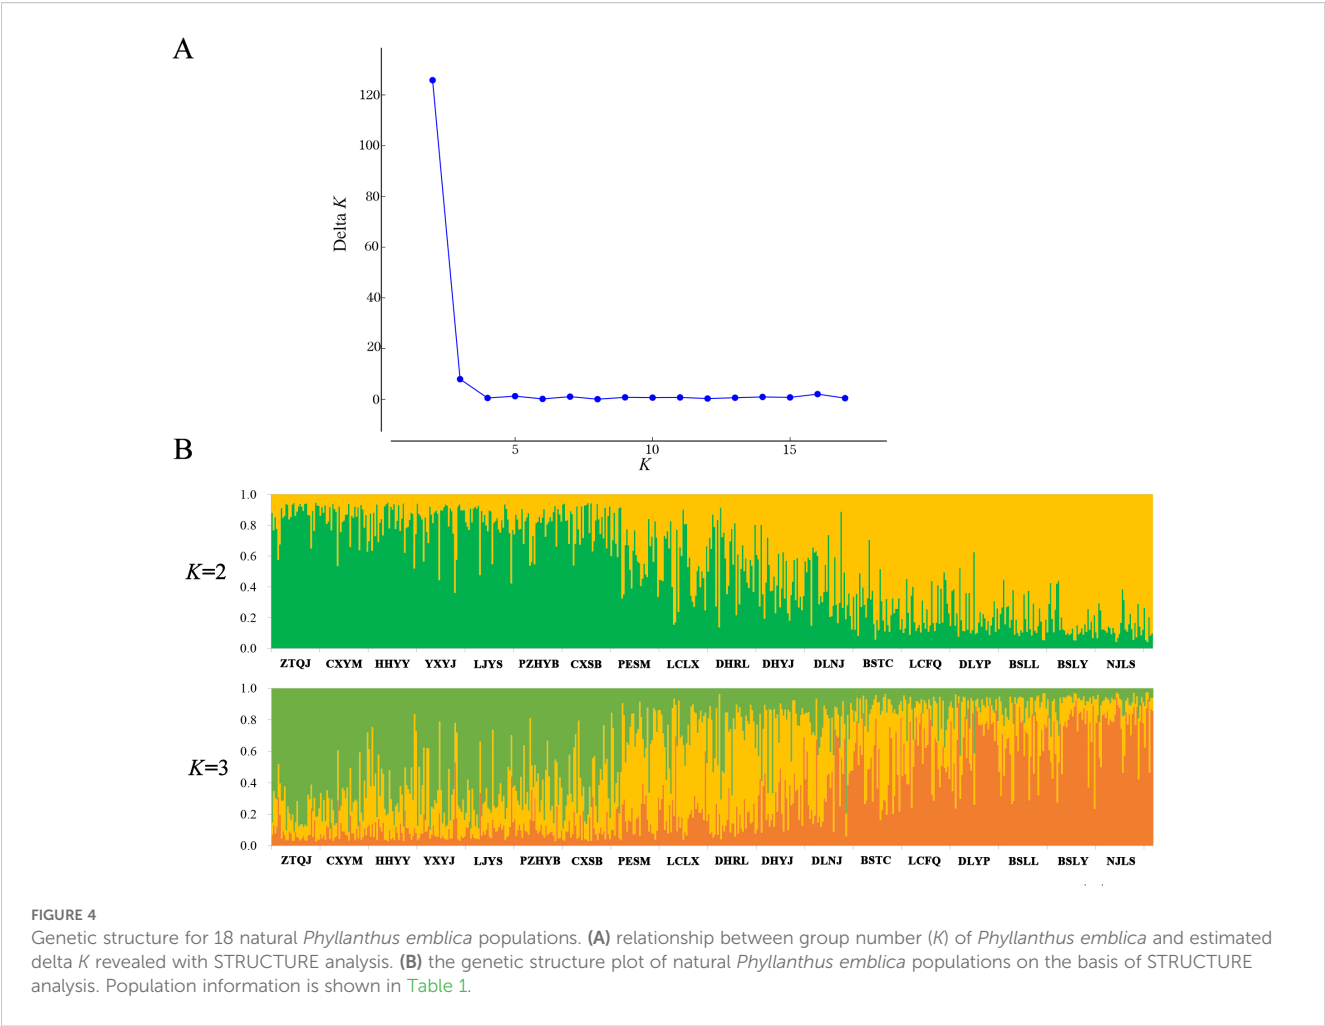 A
120
100
80
60
40
20
0
Delta K
5 10 15
K
B
1.0
0.8
0.6
0.4
0.2
0.0
K=2
ZTQJ CXYM HHYY YXYJ LJYS PZHYB CXSB PESM LCLX DHRL DHYJ DLNJ BSTC LCFQ DLYP BSLL BSLY NJLS
1.0
0.8
0.6
0.4
0.2
0.0
K=3
ZTQJ CXYM HHYY YXYJ LJYS PZHYB CXSB PESM LCLX DHRL DHYJ DLNJ BSTC LCFQ DLYP BSLL BSLY NJLS
FIGURE 4
Genetic structure for 18 natural Phyllanthus emblica populations. (A) relationship between group number (K) of Phyllanthus emblica and estimated
delta K revealed with STRUCTURE analysis. (B) the genetic structure plot of natural Phyllanthus emblica populations on the basis of STRUCTURE
analysis. Population information is shown in Table 1.